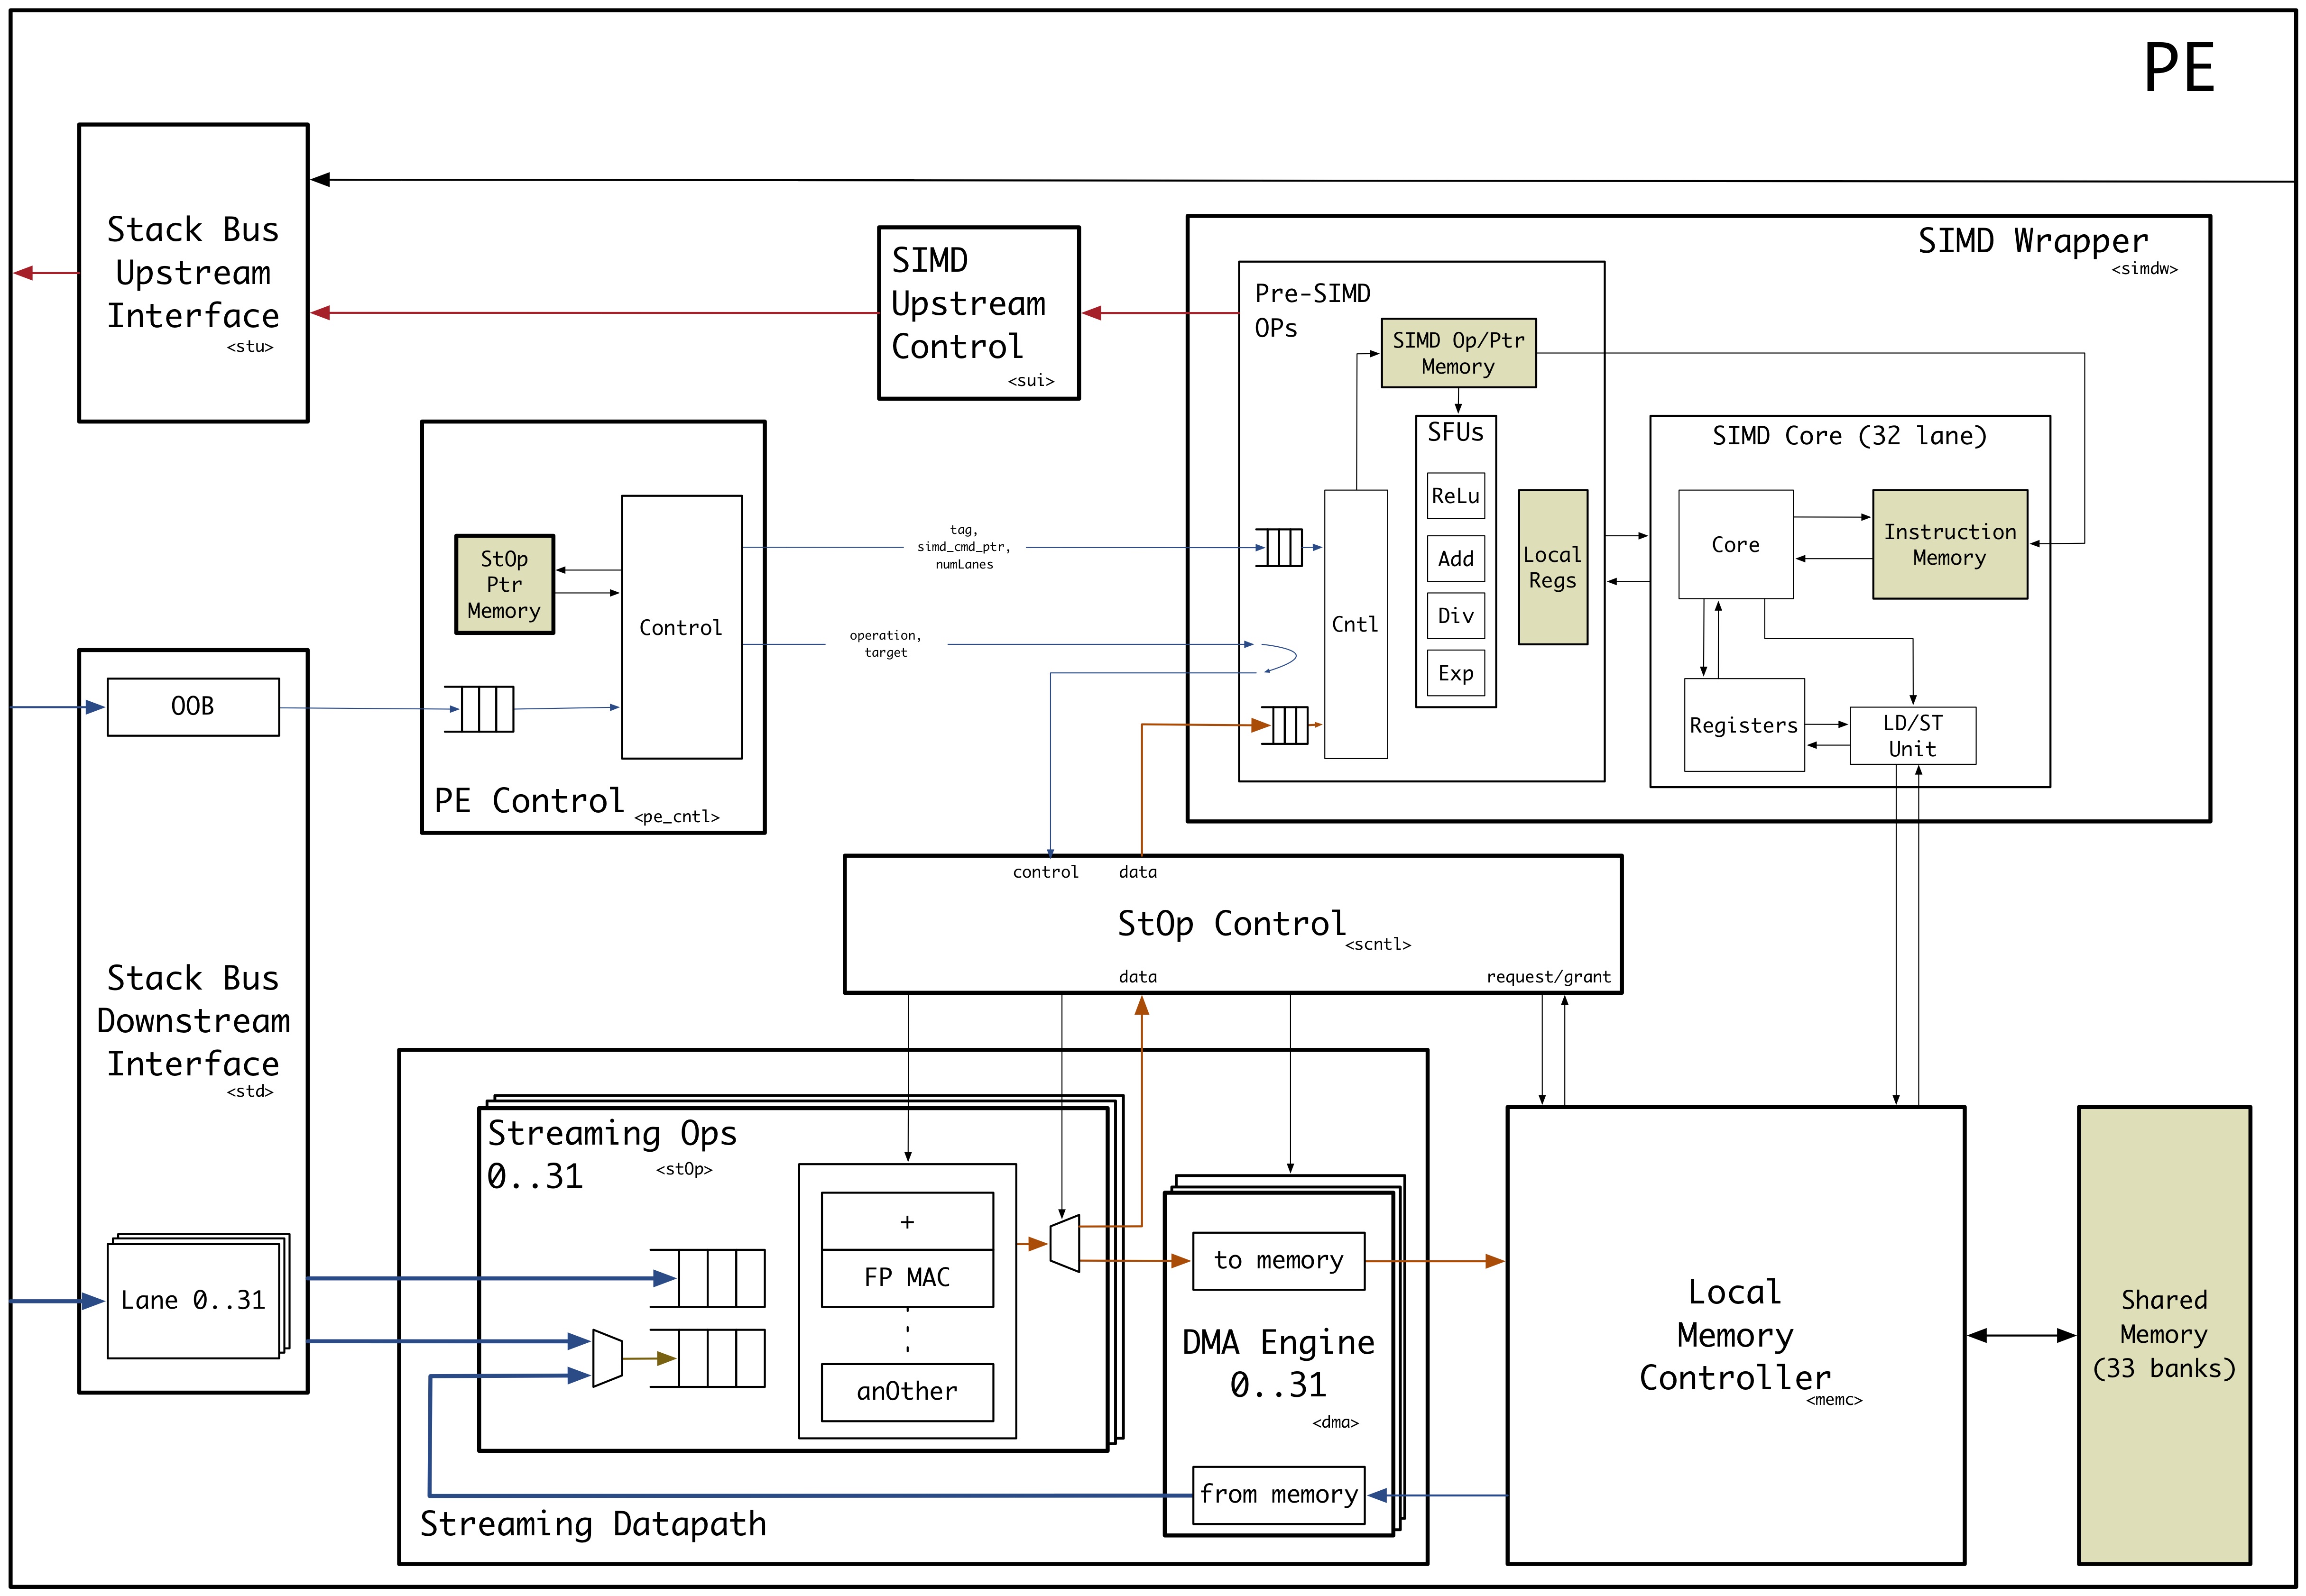 PE
Stack Bus
Upstream
Interface
<stu>
SIMD
Upstream
Control
<sui>
SIMD Wrapper
<simdw>
Pre-SIMD
OPs
SIMD Op/Ptr
Memory
SFUs
ReLu
Add
Div
Exp
Cntl
Local
Regs
SIMD Core (32 lane)
Core
Instruction
Memory
Registers
LD/ST
Unit
StOp
Ptr
Memory
Control
PE Control
<pe_cntl>
tag,
simd_cmd_ptr,
numLanes
operation,
target
OOB
Stack Bus
Downstream
Interface
<std>
Lane 0..31
control
data
StOp Control
<scntl>
data
request/grant
Streaming Ops
0..31
<stOp>
+
FP MAC
anOther
to memory
DMA Engine
0..31
<dma>
from memory
Streaming Datapath
Local
Memory
Controller
<memc>
Shared
Memory
(33 banks)